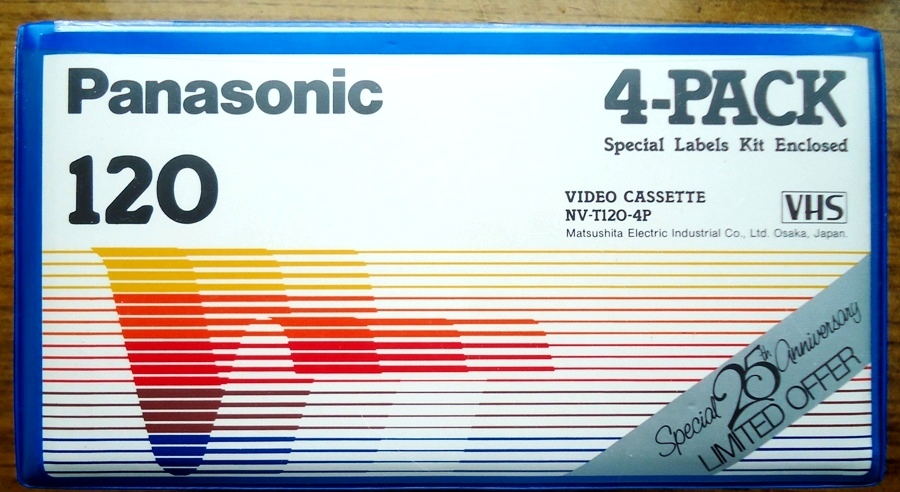 Panasonic
4-PACK
Special Labels Kit Enclosed
120
VIDEO CASSETTE
NV-T120-4P
VHS
Matsushita Electric Industrial Co., Ltd. Osaka, Japan.
Special 25th Anniversary
LIMITED OFFER